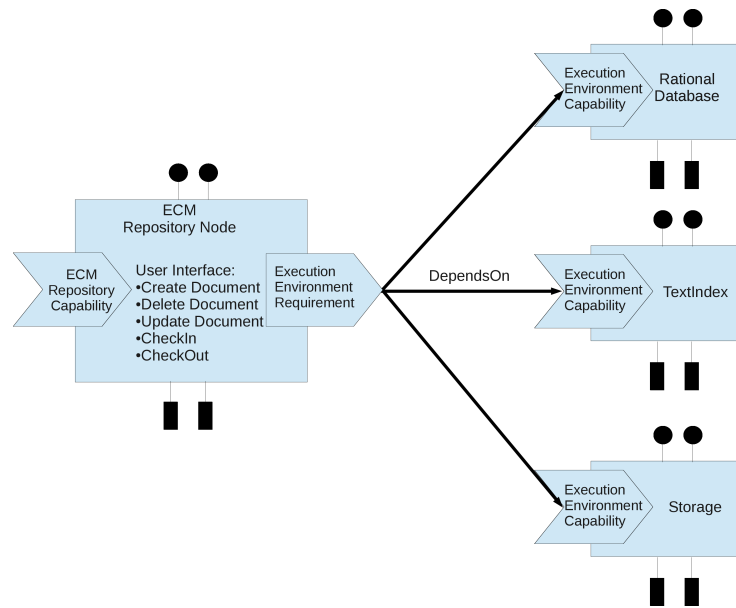 ECM
Repository Node
ECM
Repository
Capability
User Interface:
•Create Document
•Delete Document
•Update Document
•CheckIn
•CheckOut
Execution
Environment
Requirement
DependsOn
Execution
Environment
Capability
Rational
Database
Execution
Environment
Capability
TextIndex
Execution
Environment
Capability
Storage